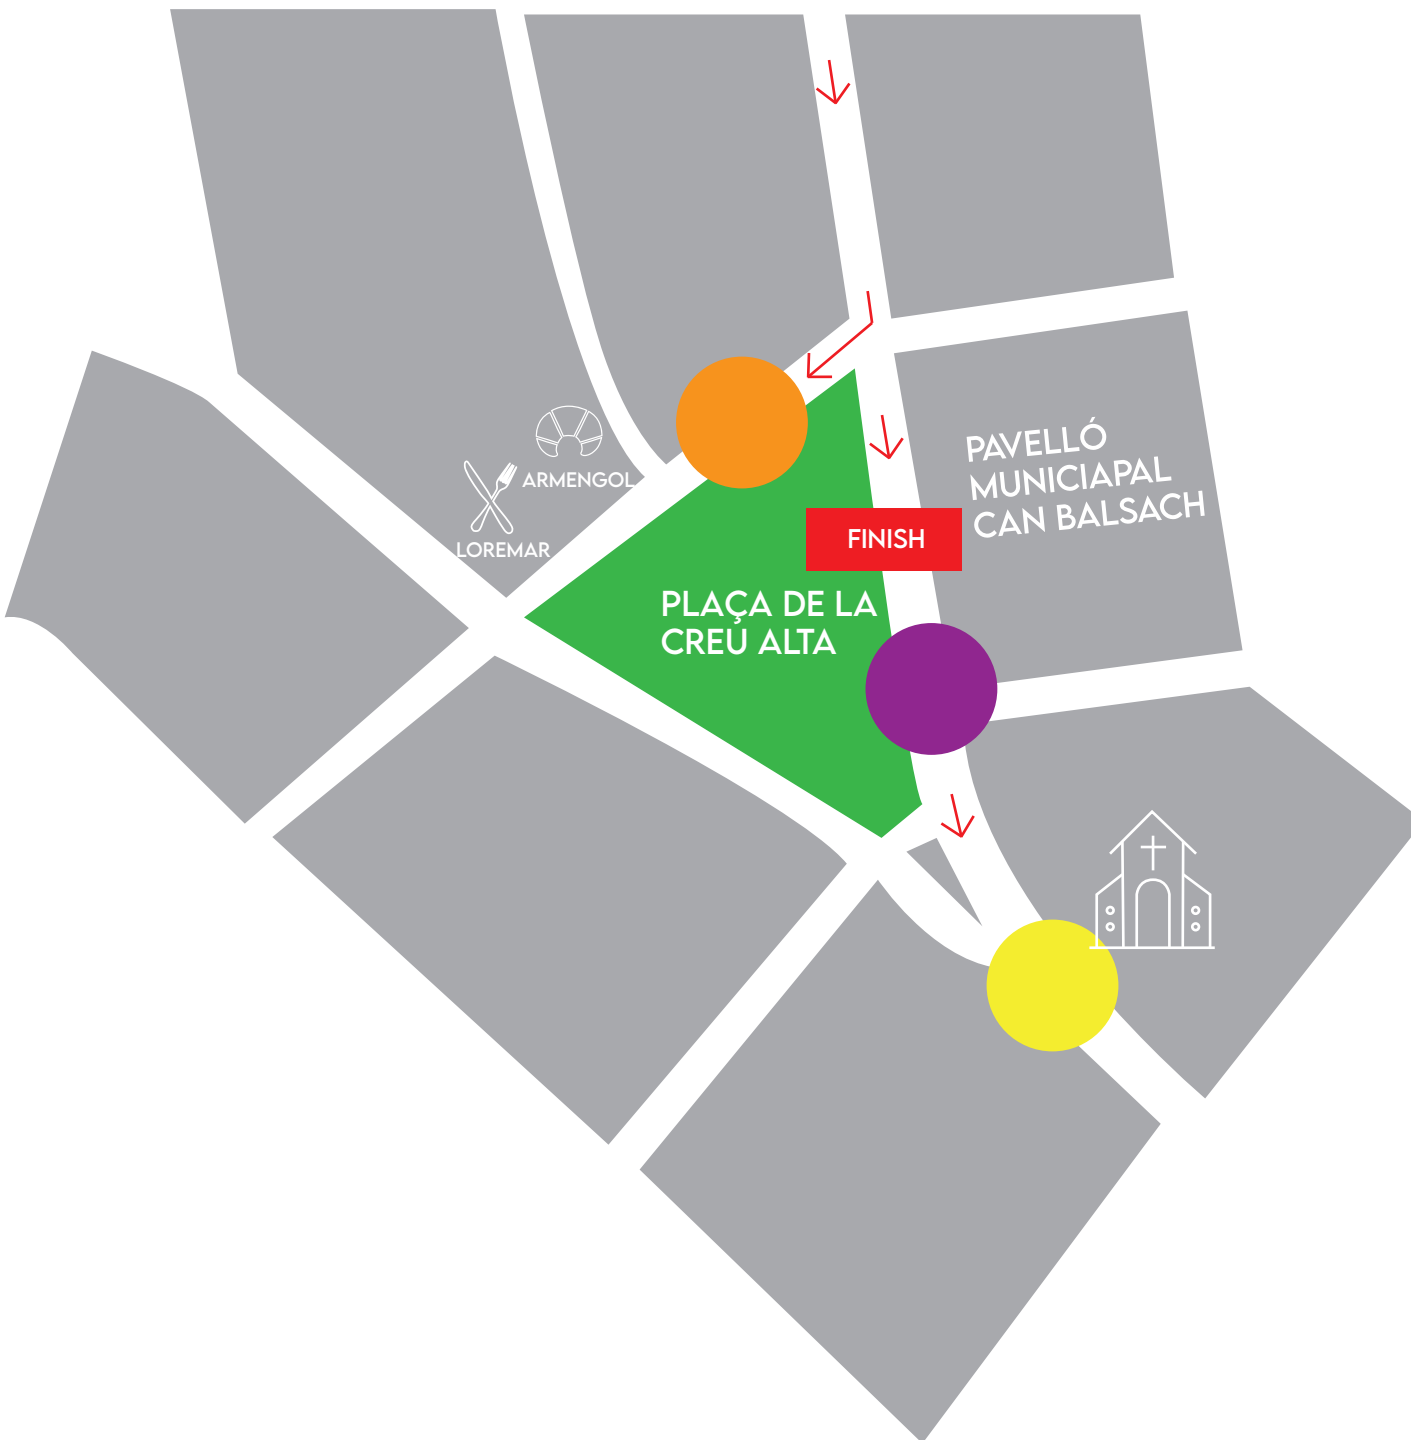 PAVELLÓ
MUNICIAPAL
CAN BALSACH
ARMENGOL
LOREMAR
FINISH
PLAÇA DE LA
CREU ALTA